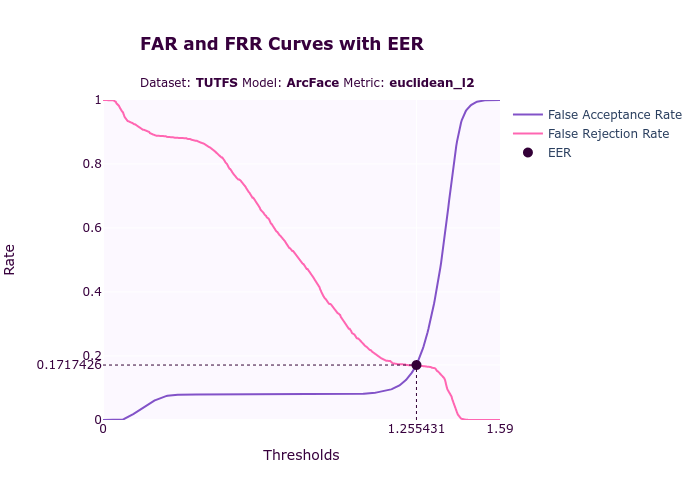 FAR and FRR Curves with EER
Dataset: TUTFS Model: ArcFace Metric: euclidean_l2
False Acceptance Rate
False Rejection Rate
EER
Rate
1
0.8
0.6
0.4
0.2
0.1717426
0
0
1.255431
1.59
Thresholds